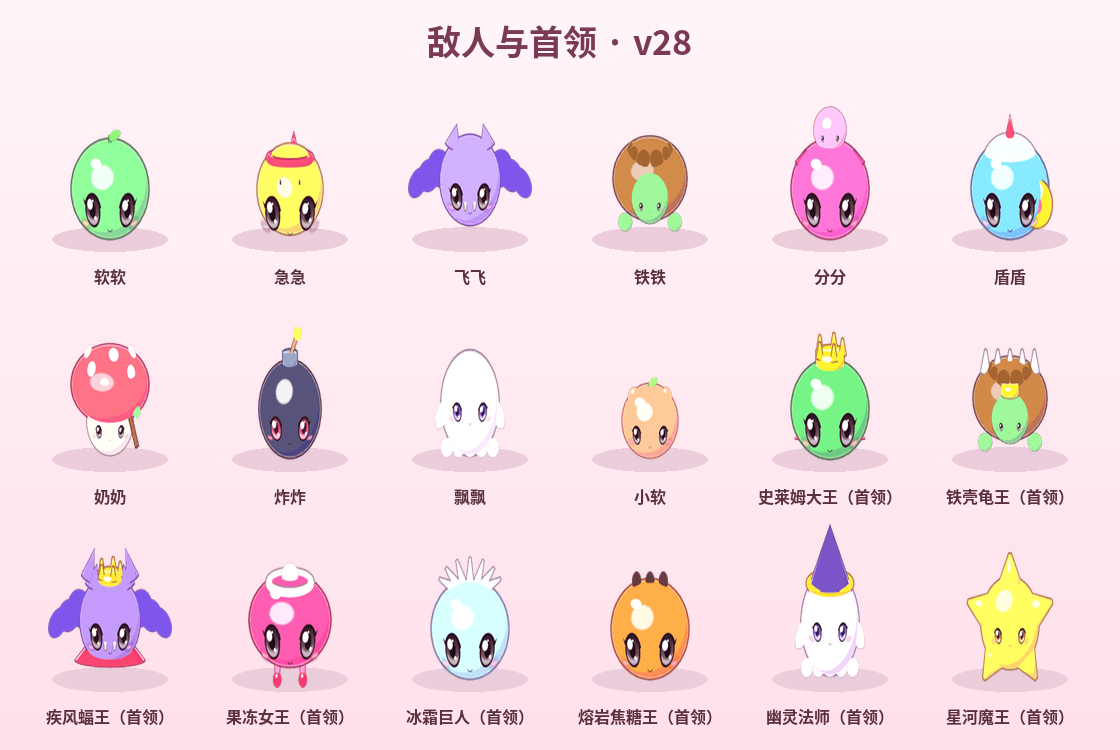 敌人与首领 · v28
软软 急急 飞飞 铁铁 分分 盾盾
奶奶 炸炸 飘飘 小软 史莱姆大王（首领） 铁壳龟王（首领）
疾风蝠王（首领） 果冻女王（首领） 冰霜巨人（首领） 熔岩焦糖王（首领） 幽灵法师（首领） 星河魔王（首领）